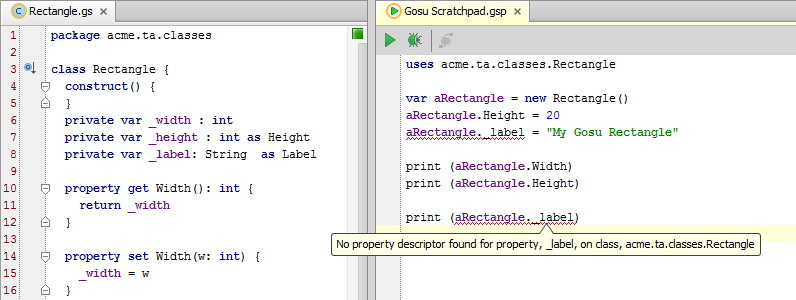 Rectangle.gs
1 package acme.ta.classes
2
3 class Rectangle {
4 construct() {
5 }
6 private var _width : int
7 private var _height : int as Height
8 private var _label: String  as Label
9
10 property get Width(): int {
11 return _width
12 }
13
14 property set Width(w: int) {
15 _width = w
16 }
Gosu Scratchpad.gsp
uses acme.ta.classes.Rectangle
var aRectangle = new Rectangle()
aRectangle.Height = 20
aRectangle._label = "My Gosu Rectangle"
print (aRectangle.Width)
print (aRectangle.Height)
print (aRectangle._label)
No property descriptor found for property, _label, on class, acme.ta.classes.Rectangle